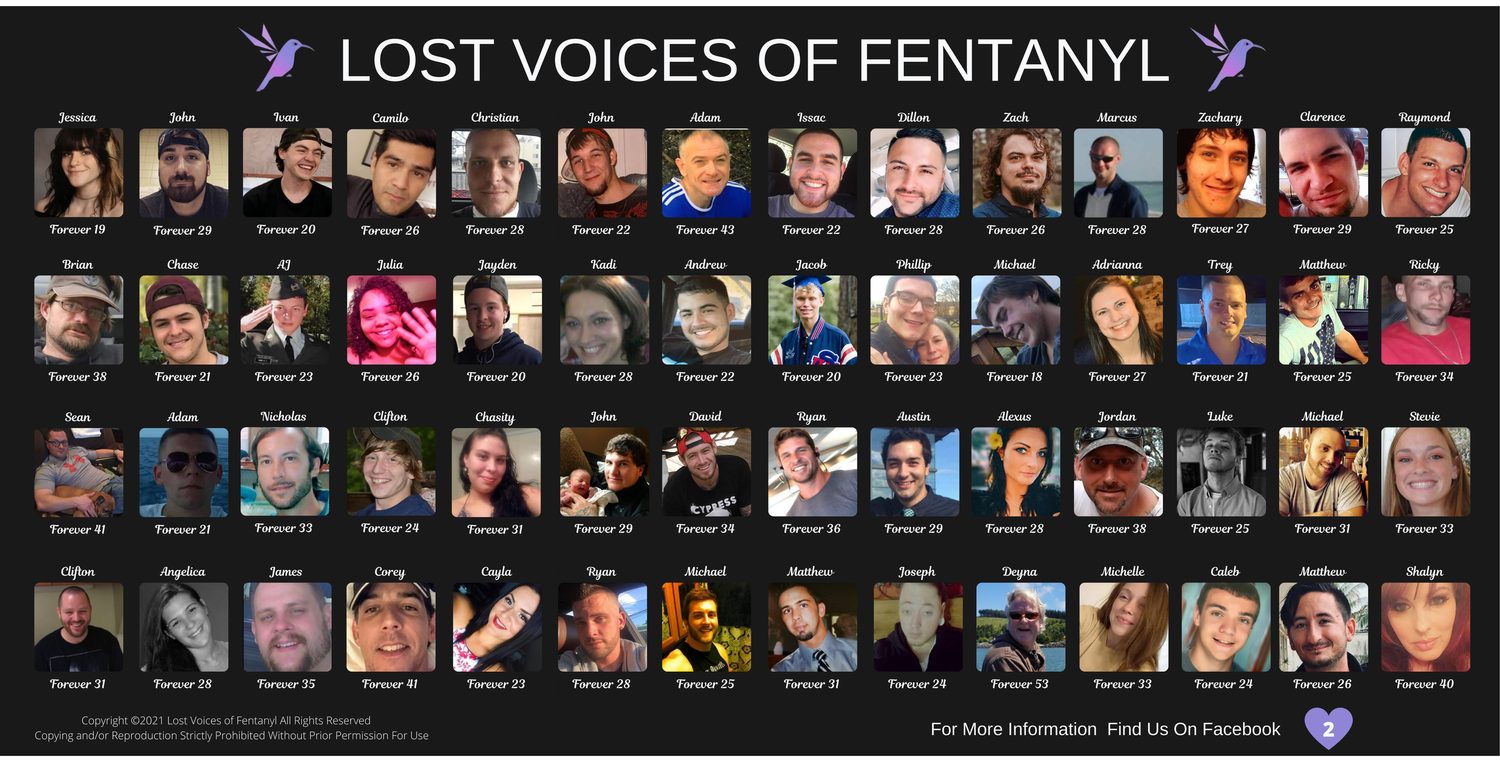 LOST VOICES OF FENTANYL
Jessica John Ivan Camilo Christian John Adam Issac Dillon Zach Marcus Zachary Clarence Raymond
Forever 19 Forever 29 Forever 20 Forever 26 Forever 28 Forever 22 Forever 43 Forever 22 Forever 28 Forever 26 Forever 28 Forever 27 Forever 29 Forever 25
Brian Chase AJ Julia Jayden Kadi Andrew Jacob Phillip Michael Adrianna Trey Matthew Ricky
Forever 38 Forever 21 Forever 23 Forever 26 Forever 20 Forever 28 Forever 22 Forever 20 Forever 23 Forever 18 Forever 27 Forever 21 Forever 25 Forever 34
Sean Adam Nicholas Clifton Chasity John David Ryan Austin Alexus Jordan Luke Michael Stevie
CYPRESS
Forever 41 Forever 21 Forever 33 Forever 24 Forever 31 Forever 29 Forever 34 Forever 36 Forever 29 Forever 28 Forever 38 Forever 25 Forever 31 Forever 33
Clifton Angelica James Corey Cayla Ryan Michael Matthew Joseph Deyna Michelle Caleb Matthew Shalyn
Forever 31 Forever 28 Forever 35 Forever 41 Forever 23 Forever 28 Forever 25 Forever 31 Forever 24 Forever 53 Forever 33 Forever 24 Forever 26 Forever 40
Copyright ©2021 Lost Voices of Fentanyl All Rights Reserved
Copying and/or Reproduction Strictly Prohibited Without Prior Permission For Use
For More Information Find Us On Facebook 2